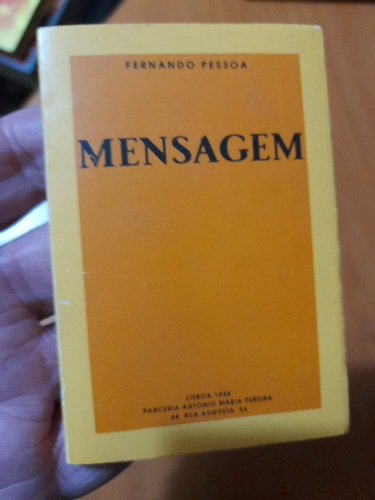 FERNANDO PESSOA
MENSAGEM
LISBOA 1934
PARCERIA ANTONIO MARIA PEREIRA
44 RUA AUGUSTA 54